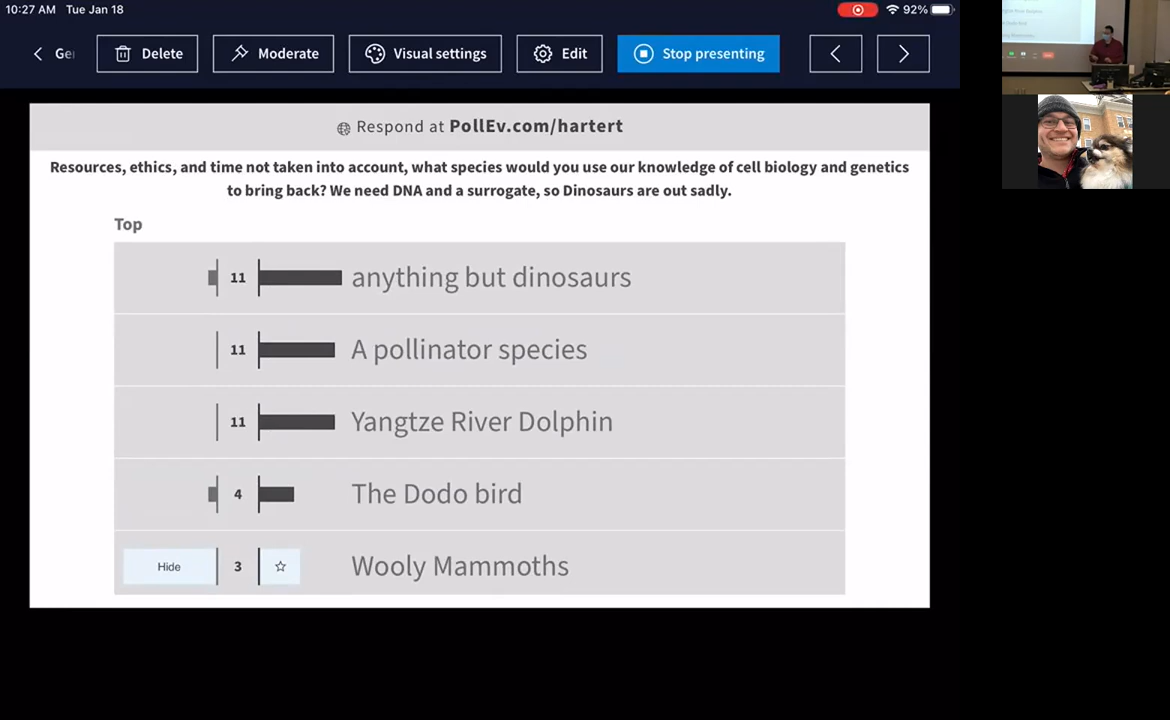 10:27 AM Tue Jan 18
92%
Delete
Moderate
Visual settings
Edit
Stop presenting
Respond at PollEv.com/hartert
Resources, ethics, and time not taken into account, what species would you use our knowledge of cell biology and genetics
to bring back? We need DNA and a surrogate, so Dinosaurs are out sadly.
Top
11 anything but dinosaurs
11 A pollinator species
11 Yangtze River Dolphin
4 The Dodo bird
Hide 3 Wooly Mammoths